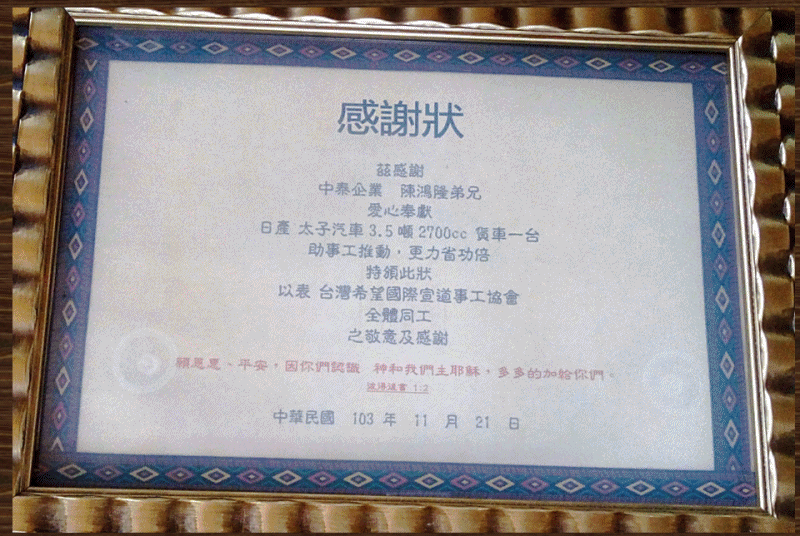 感謝狀
茲感謝
中泰企業　陳鴻隆弟兄
愛心奉獻
日產 太子汽車 3.5 噸 2700cc 貨車一台
助事工推動，更力省功倍
特頒此狀
以表 台灣希望國際宣道事工協會
全體同工
之敬意及感謝
願恩惠、平安，因你們認識　神和我們主耶穌，多多的加給你們。
彼得後書 1:2
中華民國　103 年　11 月　21 日